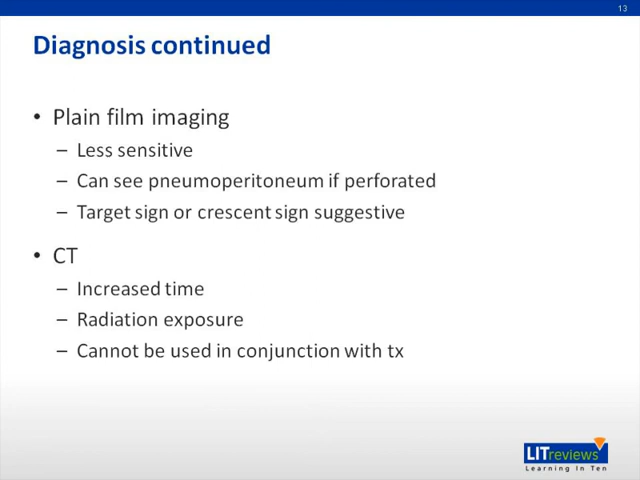 13
Diagnosis continued
• Plain film imaging
– Less sensitive
– Can see pneumoperitoneum if perforated
– Target sign or crescent sign suggestive
• CT
– Increased time
– Radiation exposure
– Cannot be used in conjunction with tx
LITreviews
Learning In Ten